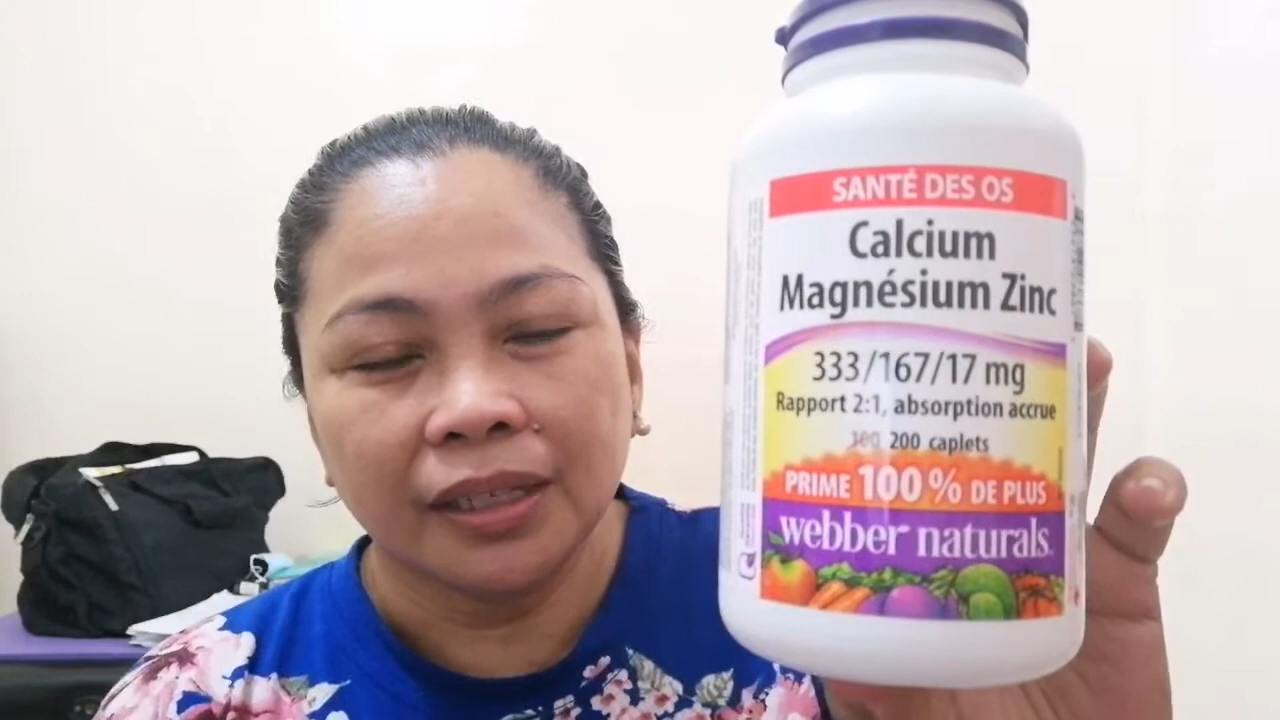 SANTÉ DES OS
Calcium
Magnésium Zinc
333/167/17 mg
Rapport 2:1, absorption accrue
100 200 caplets
PRIME 100 % DE PLUS
webber naturals